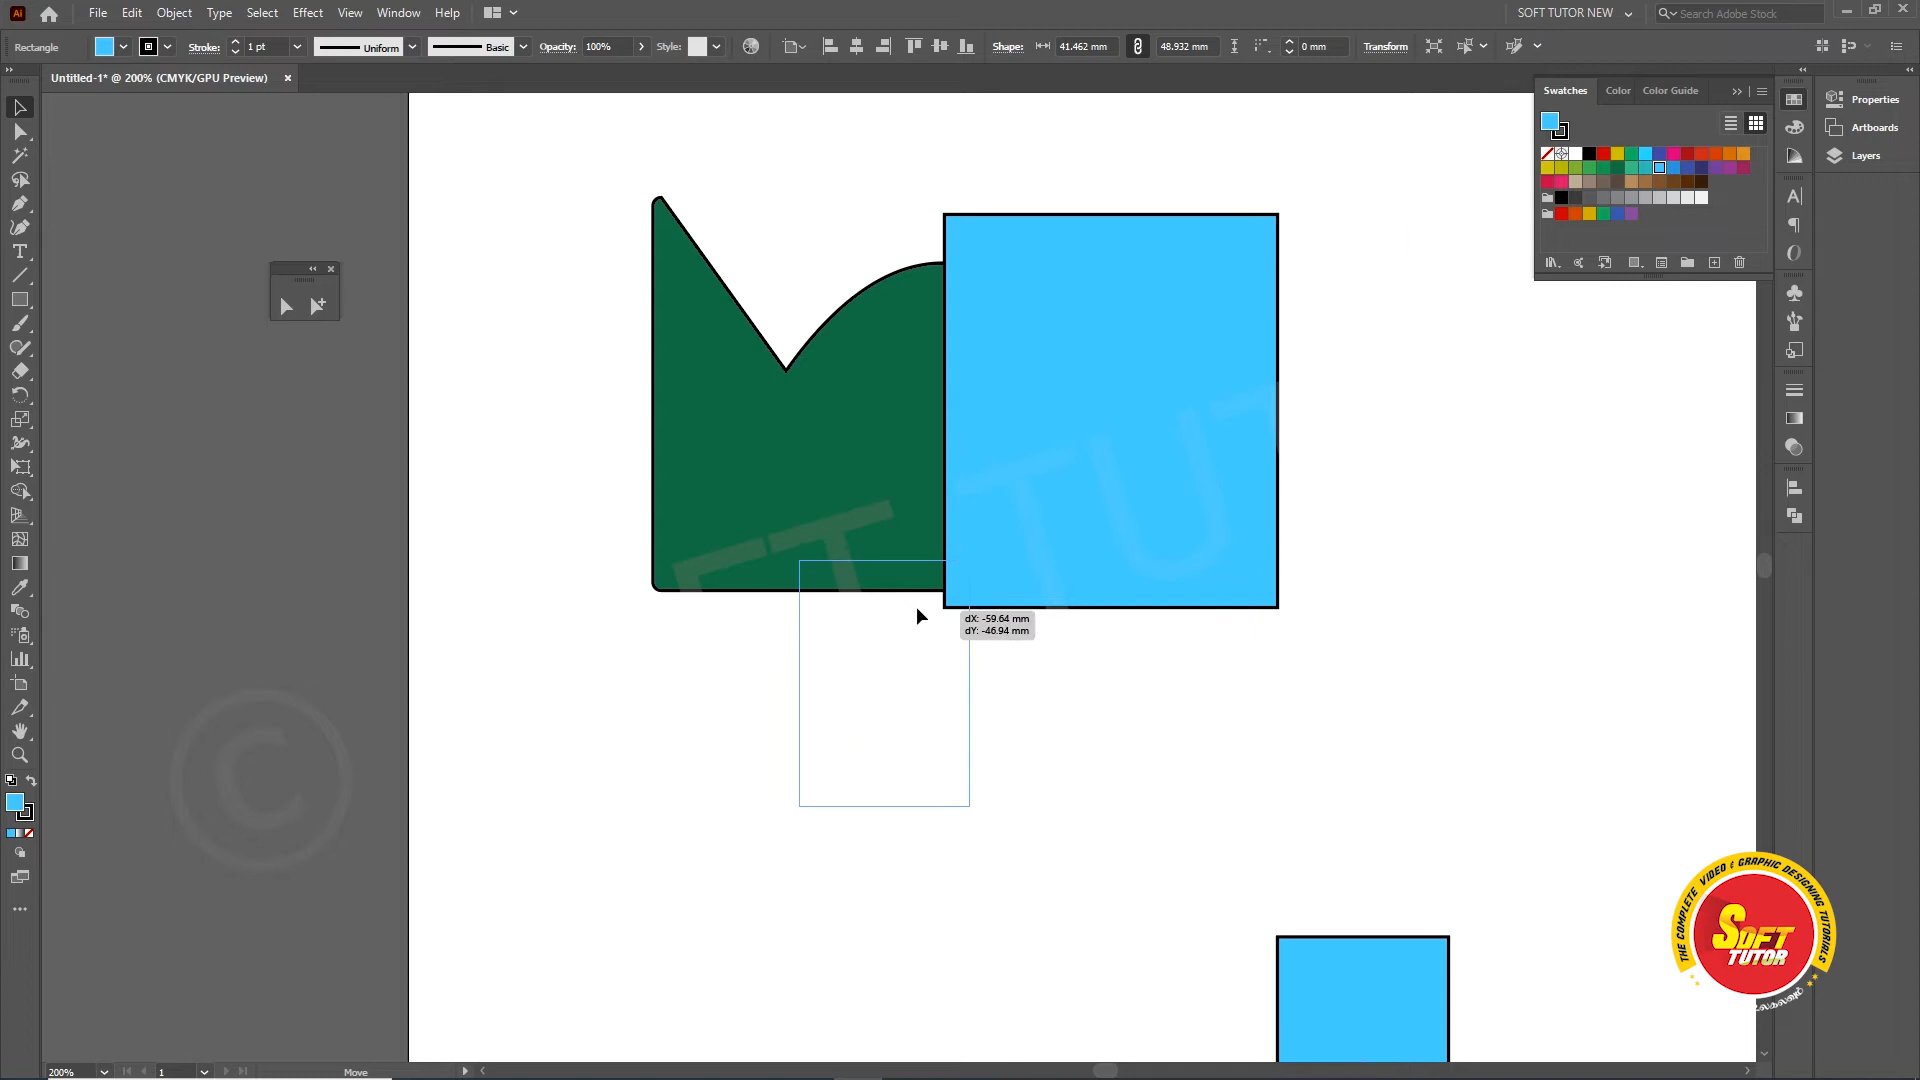 Ai File Edit Object Type Select Effect View Window Help SOFT TUTOR NEW Search Adobe Stock
Rectangle Stroke: 1 pt Uniform Basic Opacity: 100% Style: Shape: 41.462 mm 48.932 mm 0 mm Transform
Untitled-1* @ 200% (CMYK/GPU Preview)
Swatches Color Color Guide
Properties
Artboards
Layers
dX: -59.64 mm
dY: -46.94 mm
THE COMPLETE VIDEO & GRAPHIC DESIGNING TUTORIALS
SOFT
TUTOR
200% 1 Move